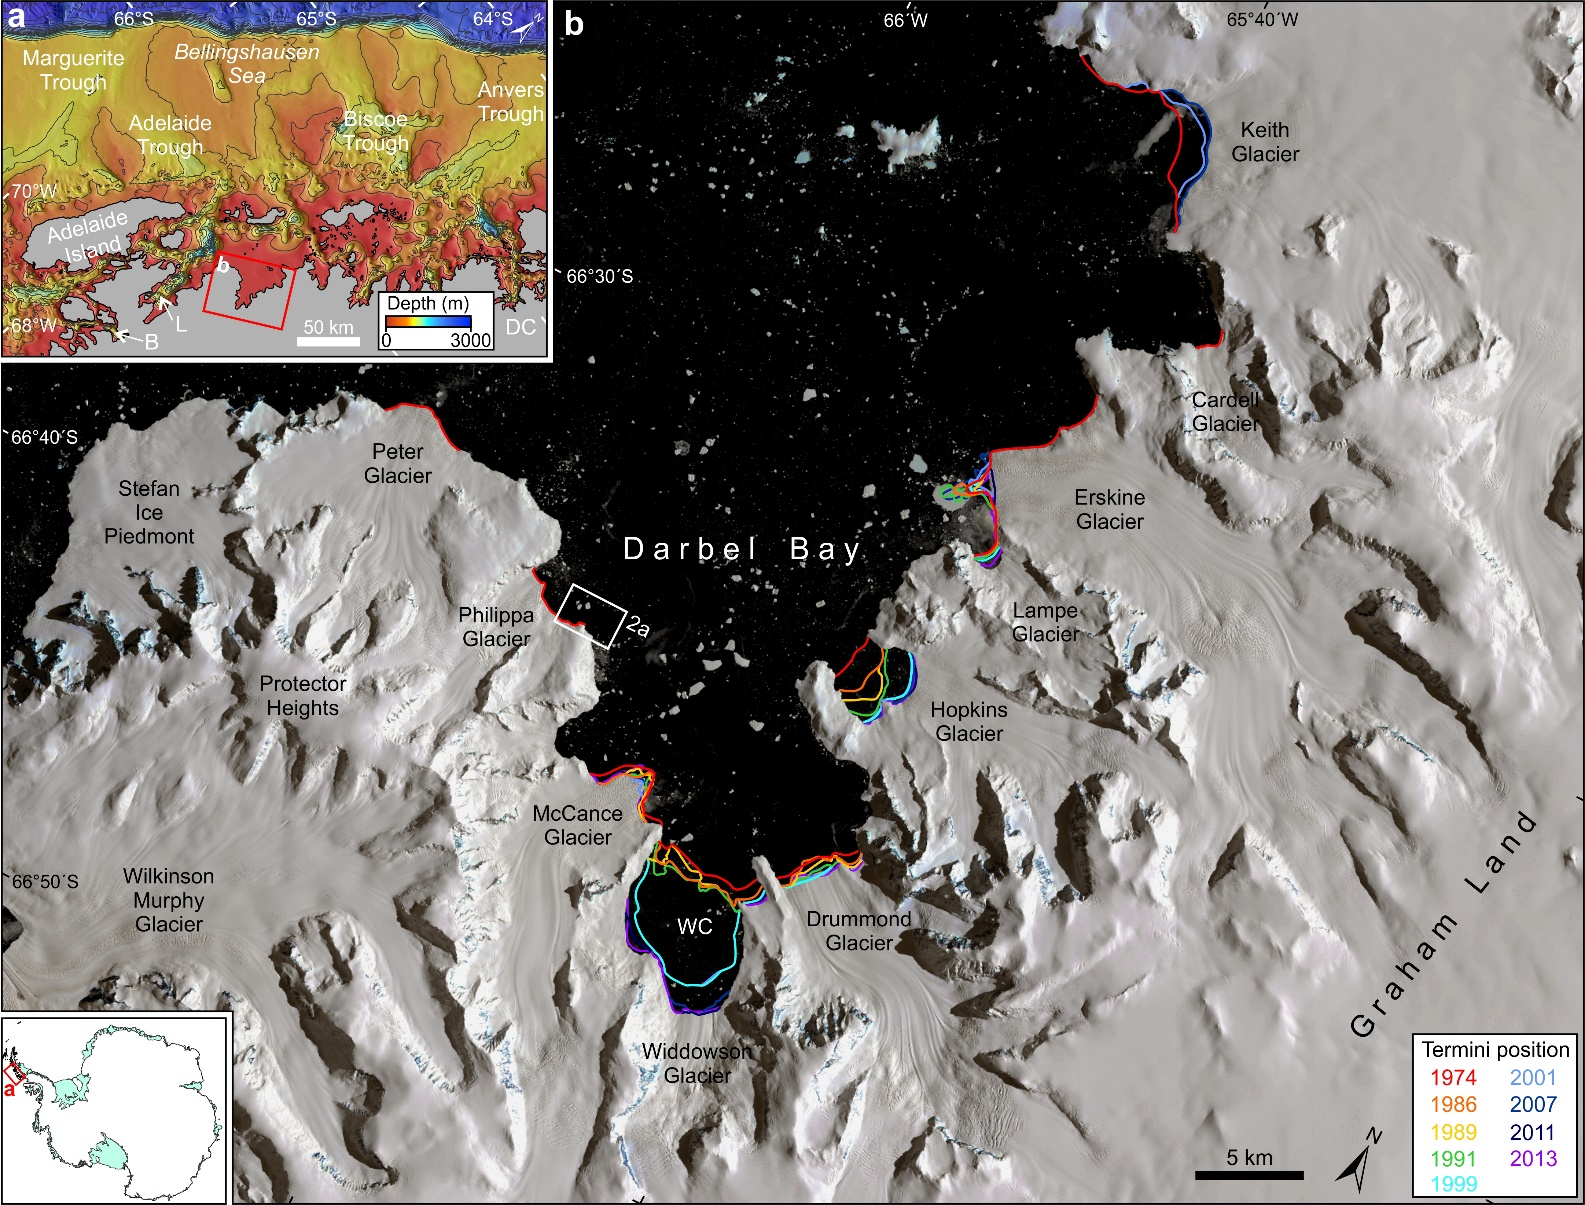 a
66°S
65°S
64°S
N
Marguerite
Trough
Bellingshausen
Sea
Anvers
Trough
Adelaide
Trough
Biscoe
Trough
70°W
Adelaide
Island
b
Depth (m)
0
3000
50 km
DC
68°W
L
B
b
66°W
65°40´W
Keith
Glacier
66°30´S
Cardell
Glacier
66°40´S
Peter
Glacier
Stefan
Ice
Piedmont
Erskine
Glacier
Darbel Bay
Philippa
Glacier
2a
Lampe
Glacier
Protector
Heights
Hopkins
Glacier
McCance
Glacier
66°50´S
Wilkinson
Murphy
Glacier
WC
Drummond
Glacier
Graham Land
Widdowson
Glacier
a
5 km
N
Termini position
1974
2001
1986
2007
1989
2011
1991
2013
1999